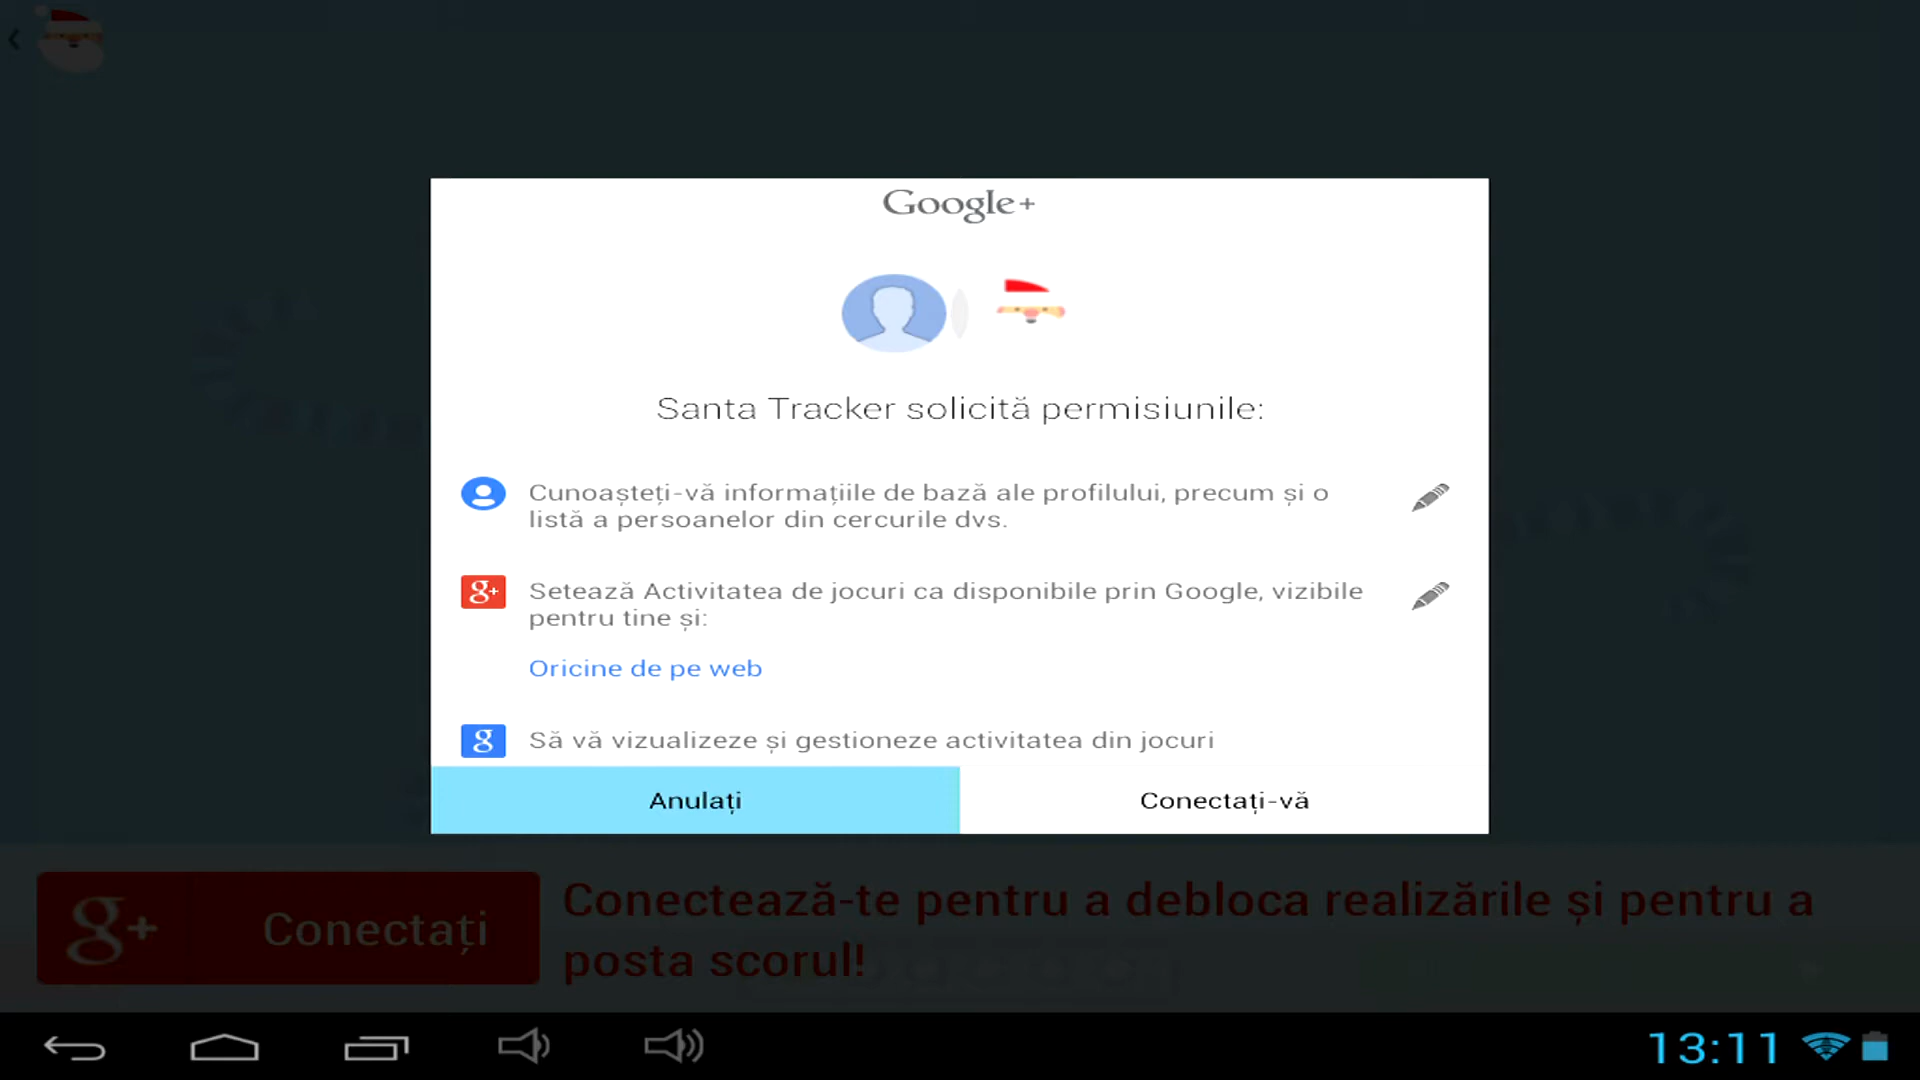 Google+
Santa Tracker solicită permisiunile:
Cunoașteți-vă informațiile de bază ale profilului, precum și o
listă a persoanelor din cercurile dvs.
g+
Setează Activitatea de jocuri ca disponibile prin Google, vizibile
pentru tine și:
Oricine de pe web
g
Să vă vizualizeze și gestioneze activitatea din jocuri
Anulați
Conectați-vă
g+ Conectați
Conectează-te pentru a debloca realizările și pentru a
posta scorul!
13:11